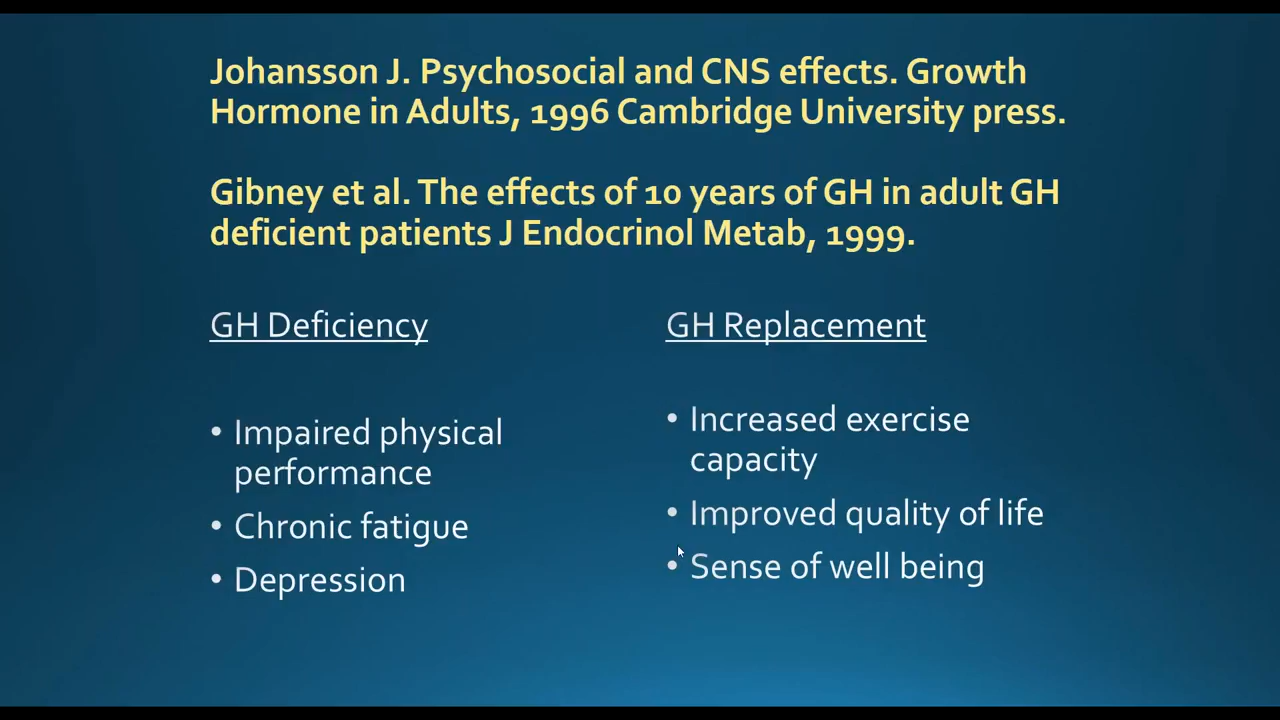 Johansson J. Psychosocial and CNS effects. Growth
Hormone in Adults, 1996 Cambridge University press.
Gibney et al. The effects of 10 years of GH in adult GH
deficient patients J Endocrinol Metab, 1999.
GH Deficiency
• Impaired physical
performance
• Chronic fatigue
• Depression
GH Replacement
• Increased exercise
capacity
• Improved quality of life
• Sense of well being